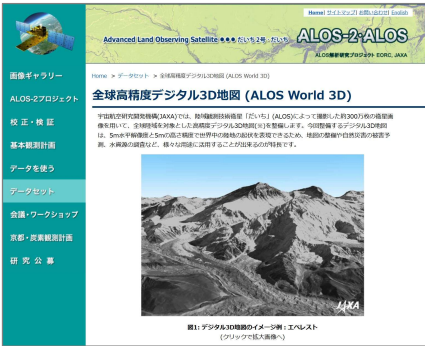 Home| サイトマップ| お問い合わせ| English
Advanced Land Observing Satellite ●●● だいち2号・だいち
ALOS-2・ALOS
ALOS解析研究プロジェクト EORC, JAXA
画像ギャラリー
ALOS-2プロジェクト
校正・検証
基本観測計画
データを使う
データセット
会議・ワークショップ
京都・炭素観測計画
研究公募
Home > データセット > 全球高精度デジタル3D地図 (ALOS World 3D)
全球高精度デジタル3D地図 (ALOS World 3D)
宇宙航空研究開発機構(JAXA)では、陸域観測技術衛星「だいち」(ALOS)によって撮影した約300万枚の衛星画
像を用いて、全球陸域を対象とした高精度デジタル3D地図(※)を整備します。今回整備するデジタル3D地図
は、5m水平解像度と5mの高さ精度で世界中の陸地の起伏を表現できるため、地図の整備や自然災害の被害予
測、水資源の調査など、様々な用途に活用することが出来るのが特長です。
JAXA
図1: デジタル3D地図のイメージ例：エベレスト
(クリックで拡大画像へ)